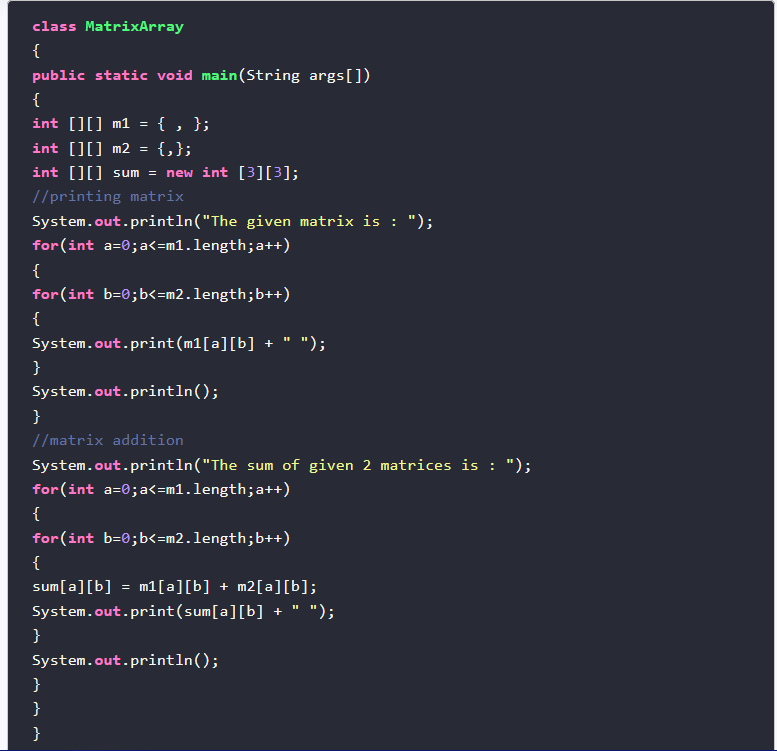 class MatrixArray
{
public static void main(String args[])
{
int [][] m1 = { , };
int [][] m2 = {,};
int [][] sum = new int [3][3];
//printing matrix
System.out.println("The given matrix is : ");
for(int a=0;a<=m1.length;a++)
{
for(int b=0;b<=m2.length;b++)
{
System.out.print(m1[a][b] + " ");
}
System.out.println();
}
//matrix addition
System.out.println("The sum of given 2 matrices is : ");
for(int a=0;a<=m1.length;a++)
{
for(int b=0;b<=m2.length;b++)
{
sum[a][b] = m1[a][b] + m2[a][b];
System.out.print(sum[a][b] + " ");
}
System.out.println();
}
}
}